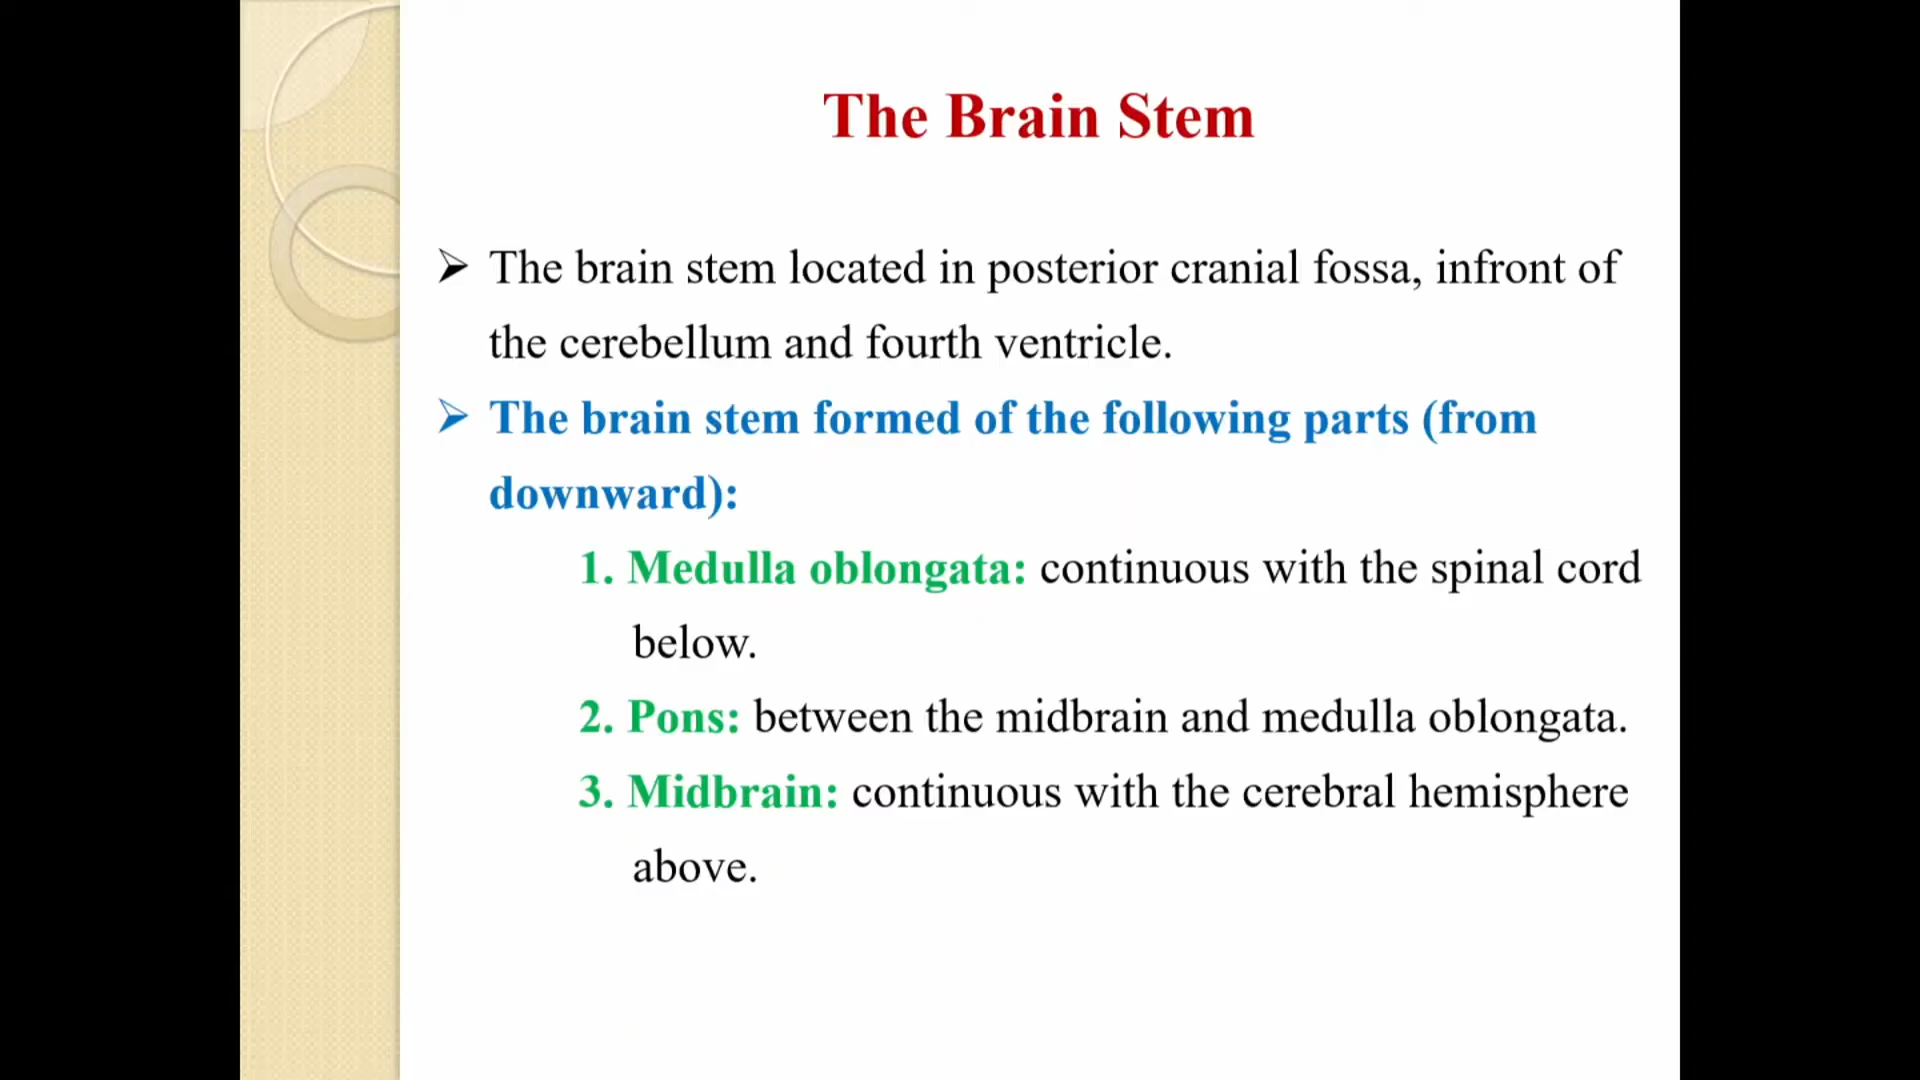 The Brain Stem
➢ The brain stem located in posterior cranial fossa, infront of
the cerebellum and fourth ventricle.
➢ The brain stem formed of the following parts (from
downward):
1. Medulla oblongata: continuous with the spinal cord
below.
2. Pons: between the midbrain and medulla oblongata.
3. Midbrain: continuous with the cerebral hemisphere
above.